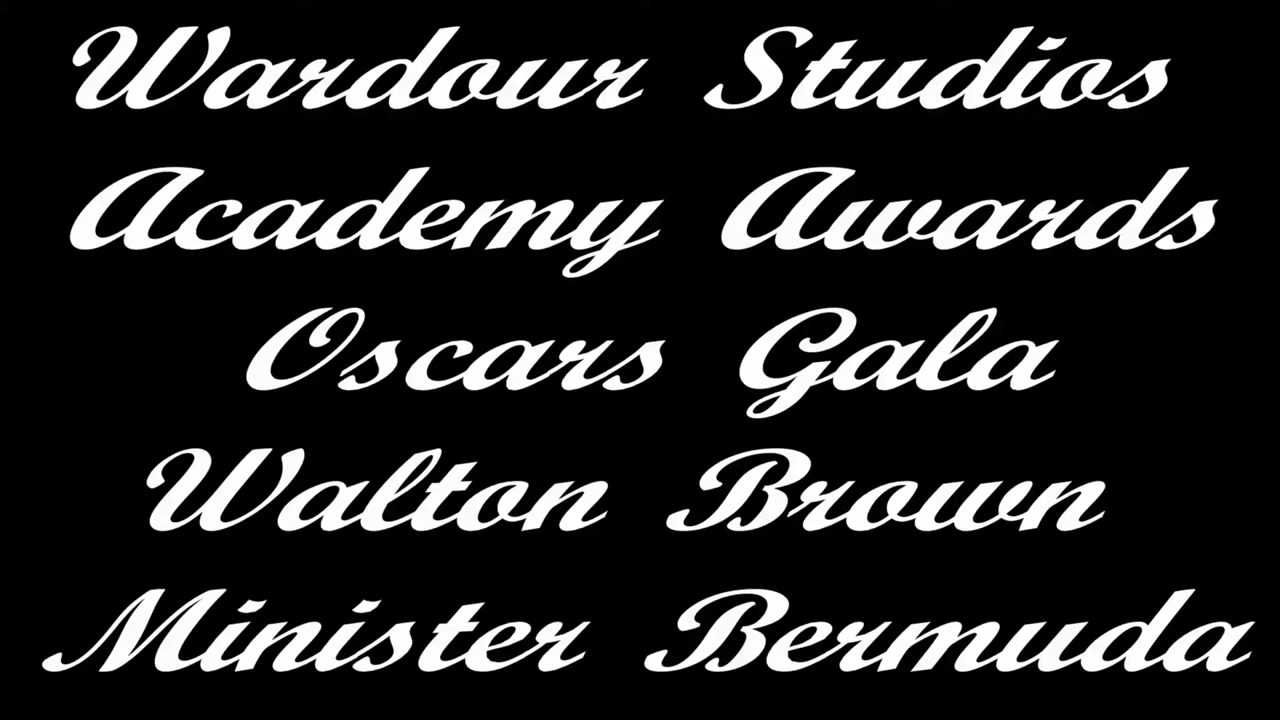 Wardour Studios
Academy Awards
Oscars Gala
Walton Brown
Minister Bermuda